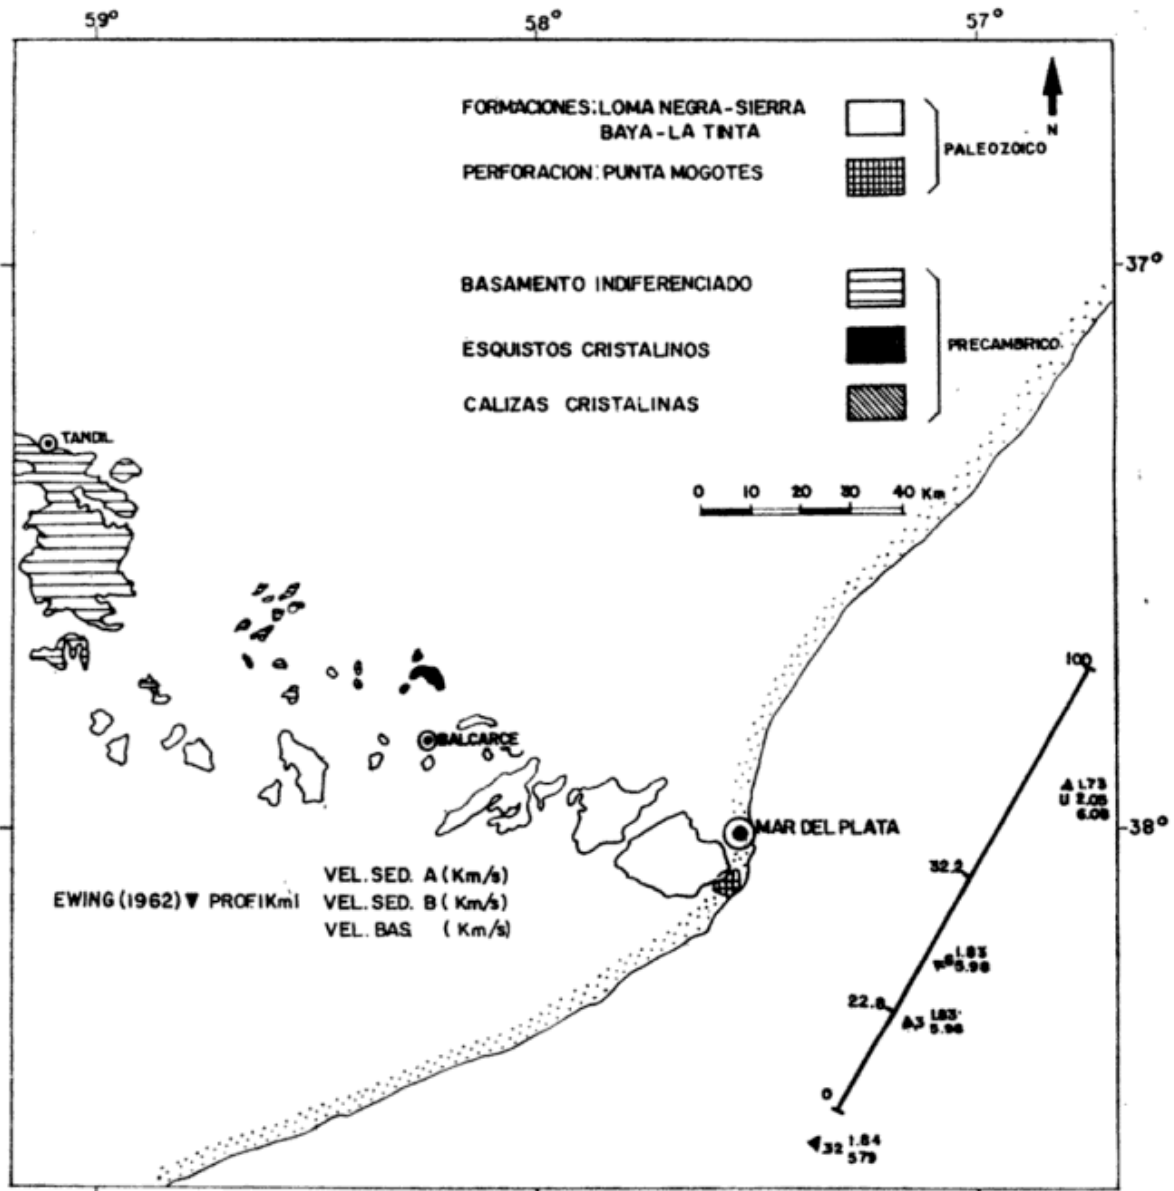 59°
58°
57°
FORMACIONES: LOMA NEGRA-SIERRA
BAYA-LA TINTA
PERFORACION: PUNTA MOGOTES
PALEOZOICO
N
37°
BASAMENTO INDIFERENCIADO
ESQUISTOS CRISTALINOS
CALIZAS CRISTALINAS
PRECAMBRICO
TANDIL
0 10 20 30 40 Km
BALCARCE
MAR DEL PLATA
38°
EWING (1962) ▼ PROF(Km)
VEL. SED. A (Km/s)
VEL. SED. B (Km/s)
VEL. BAS. (Km/s)
100
1.73
2.05
6.08
32.2
1.83
5.98
22.8
1.83
5.98
0
.32 1.84
5.79